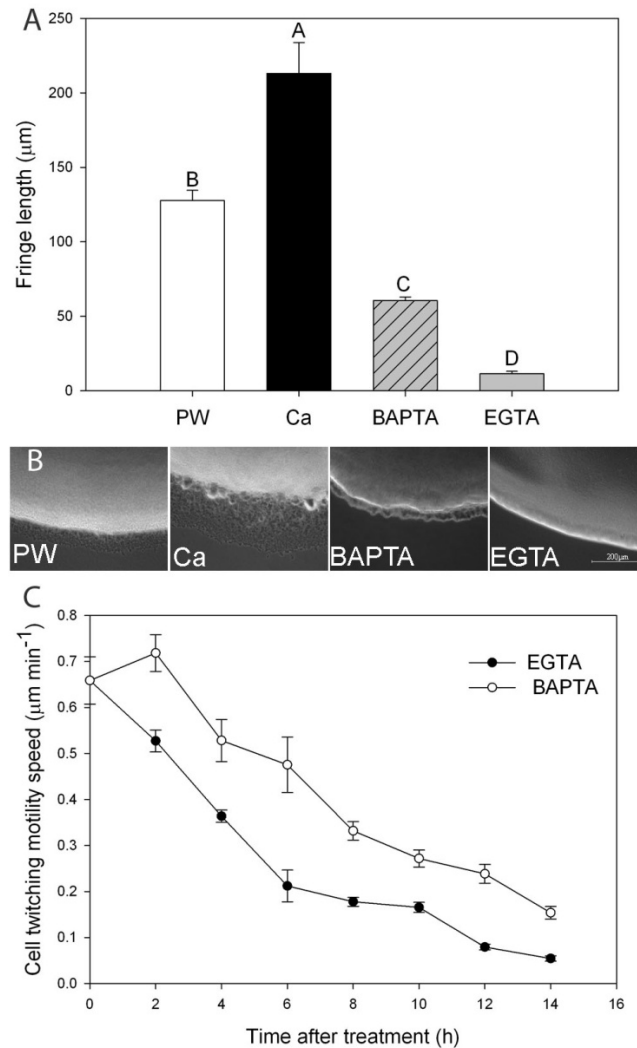 A
250
200
150
100
50
0
Fringe length (μm)
B
A
C
D
PW Ca BAPTA EGTA
B
PW Ca BAPTA EGTA
200μm
C
0.8
0.7
0.6
0.5
0.4
0.3
0.2
0.1
0.0
Cell twitching motility speed (μm min⁻¹)
EGTA
BAPTA
0 2 4 6 8 10 12 14 16
Time after treatment (h)